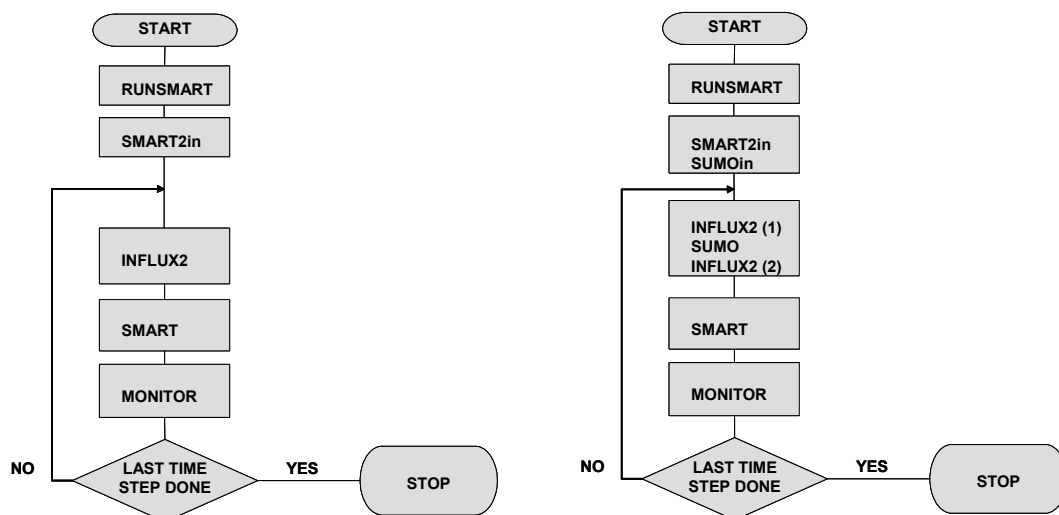 START
RUNSMART
SMART2in
INFLUX2
SMART
MONITOR
LAST TIME
STEP DONE
NO
YES
STOP
START
RUNSMART
SMART2in
SUMOin
INFLUX2 (1)
SUMO
INFLUX2 (2)
SMART
MONITOR
LAST TIME
STEP DONE
NO
YES
STOP